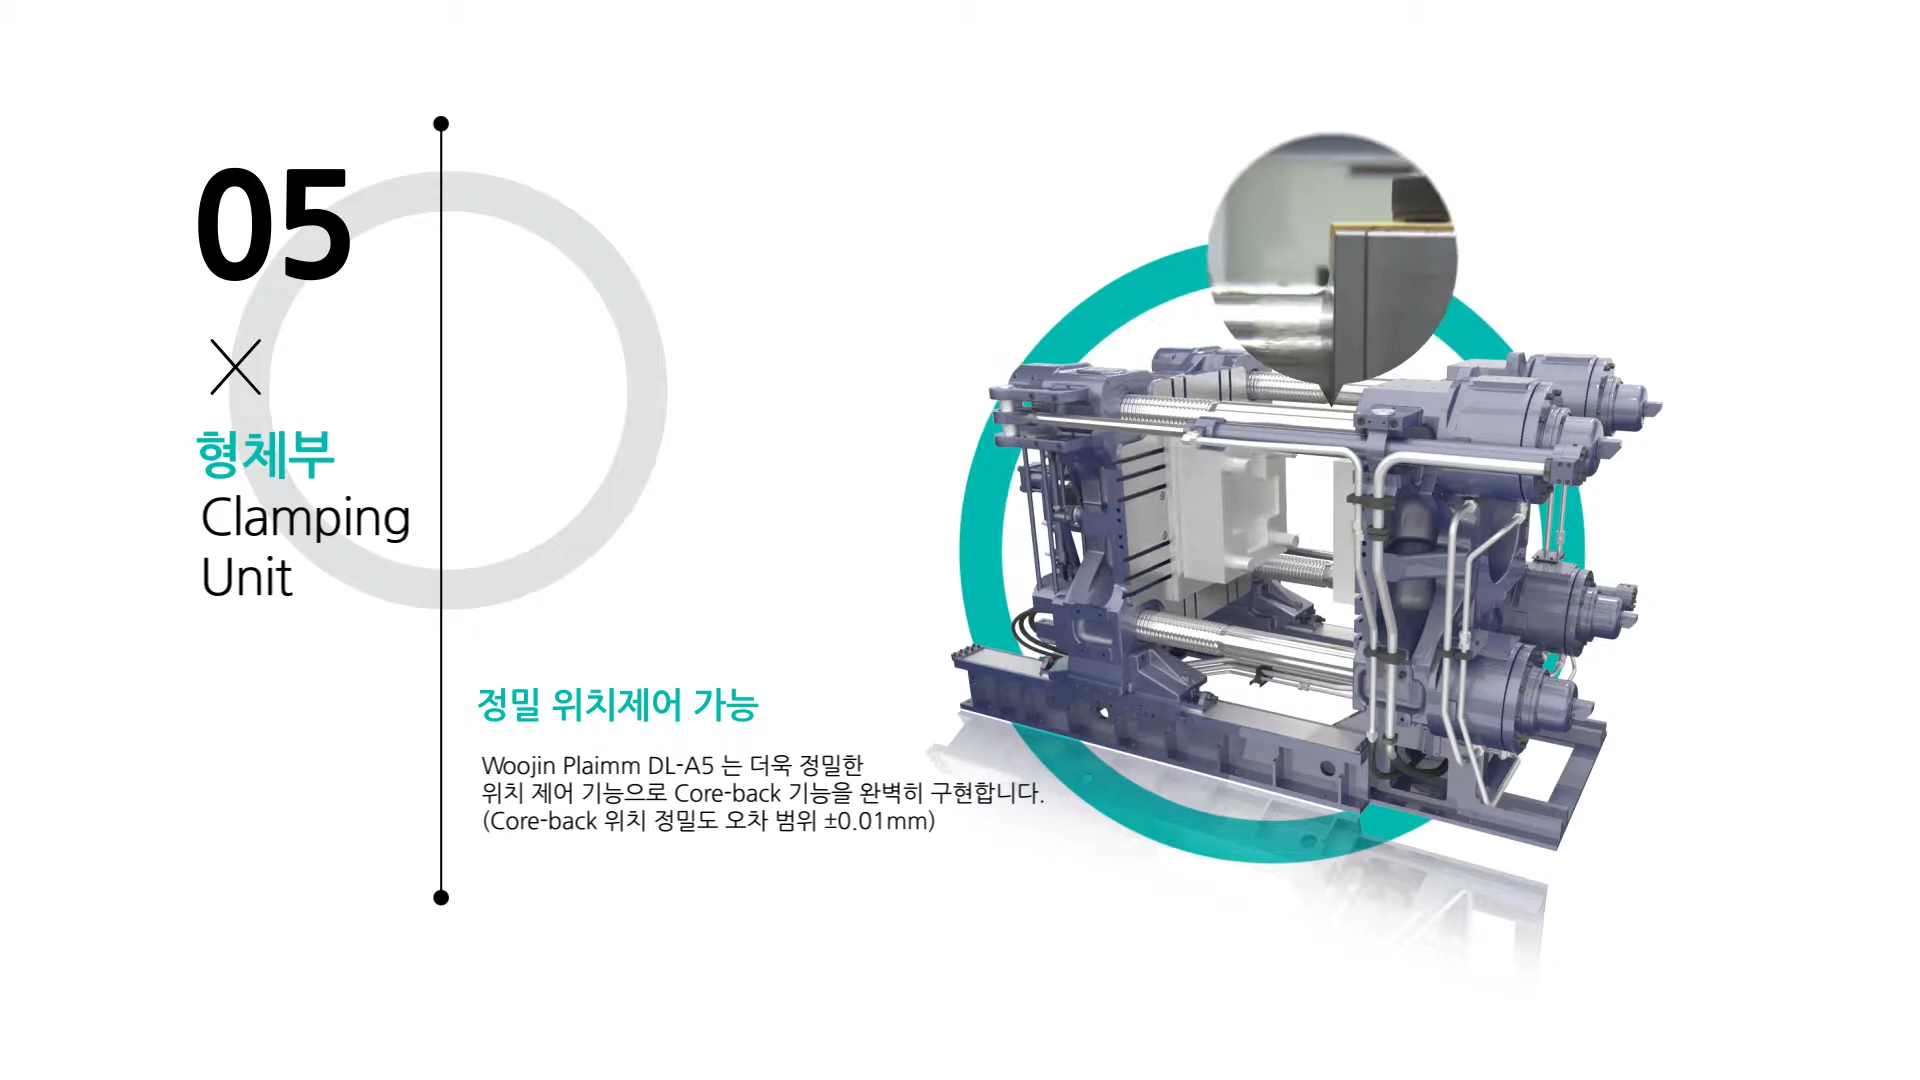 05
형체부
Clamping
Unit
정밀 위치제어 가능
Woojin Plaimm DL-A5 는 더욱 정밀한
위치 제어 기능으로 Core-back 기능을 완벽히 구현합니다.
(Core-back 위치 정밀도 오차 범위 ±0.01mm)